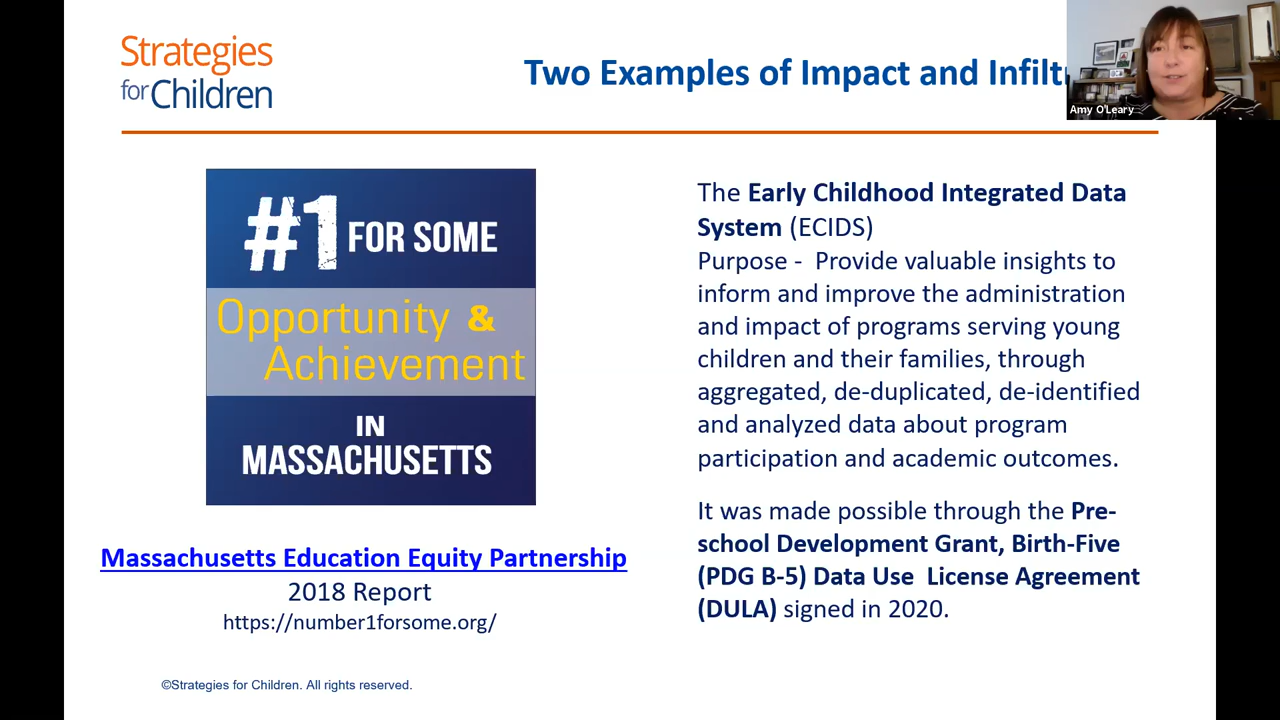 Strategies
for Children
Two Examples of Impact and Infilt
Amy O'Leary
#1 FOR SOME
Opportunity &
Achievement
IN
MASSACHUSETTS
Massachusetts Education Equity Partnership
2018 Report
https://number1forsome.org/
The Early Childhood Integrated Data
System (ECIDS)
Purpose - Provide valuable insights to
inform and improve the administration
and impact of programs serving young
children and their families, through
aggregated, de-duplicated, de-identified
and analyzed data about program
participation and academic outcomes.
It was made possible through the Pre-
school Development Grant, Birth-Five
(PDG B-5) Data Use License Agreement
(DULA) signed in 2020.
©Strategies for Children. All rights reserved.